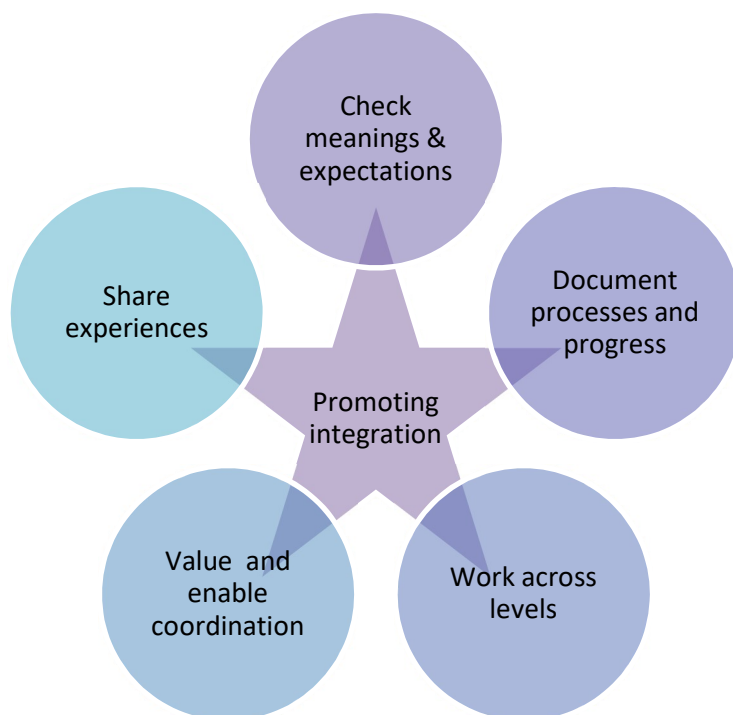 Check
meanings &
expectations
Document
processes and
progress
Work across
levels
Value  and
enable
coordination
Share
experiences
Promoting
integration